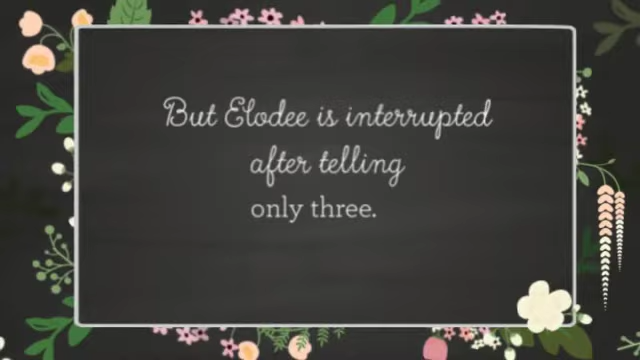 But Elodee is interrupted
after telling
only three.